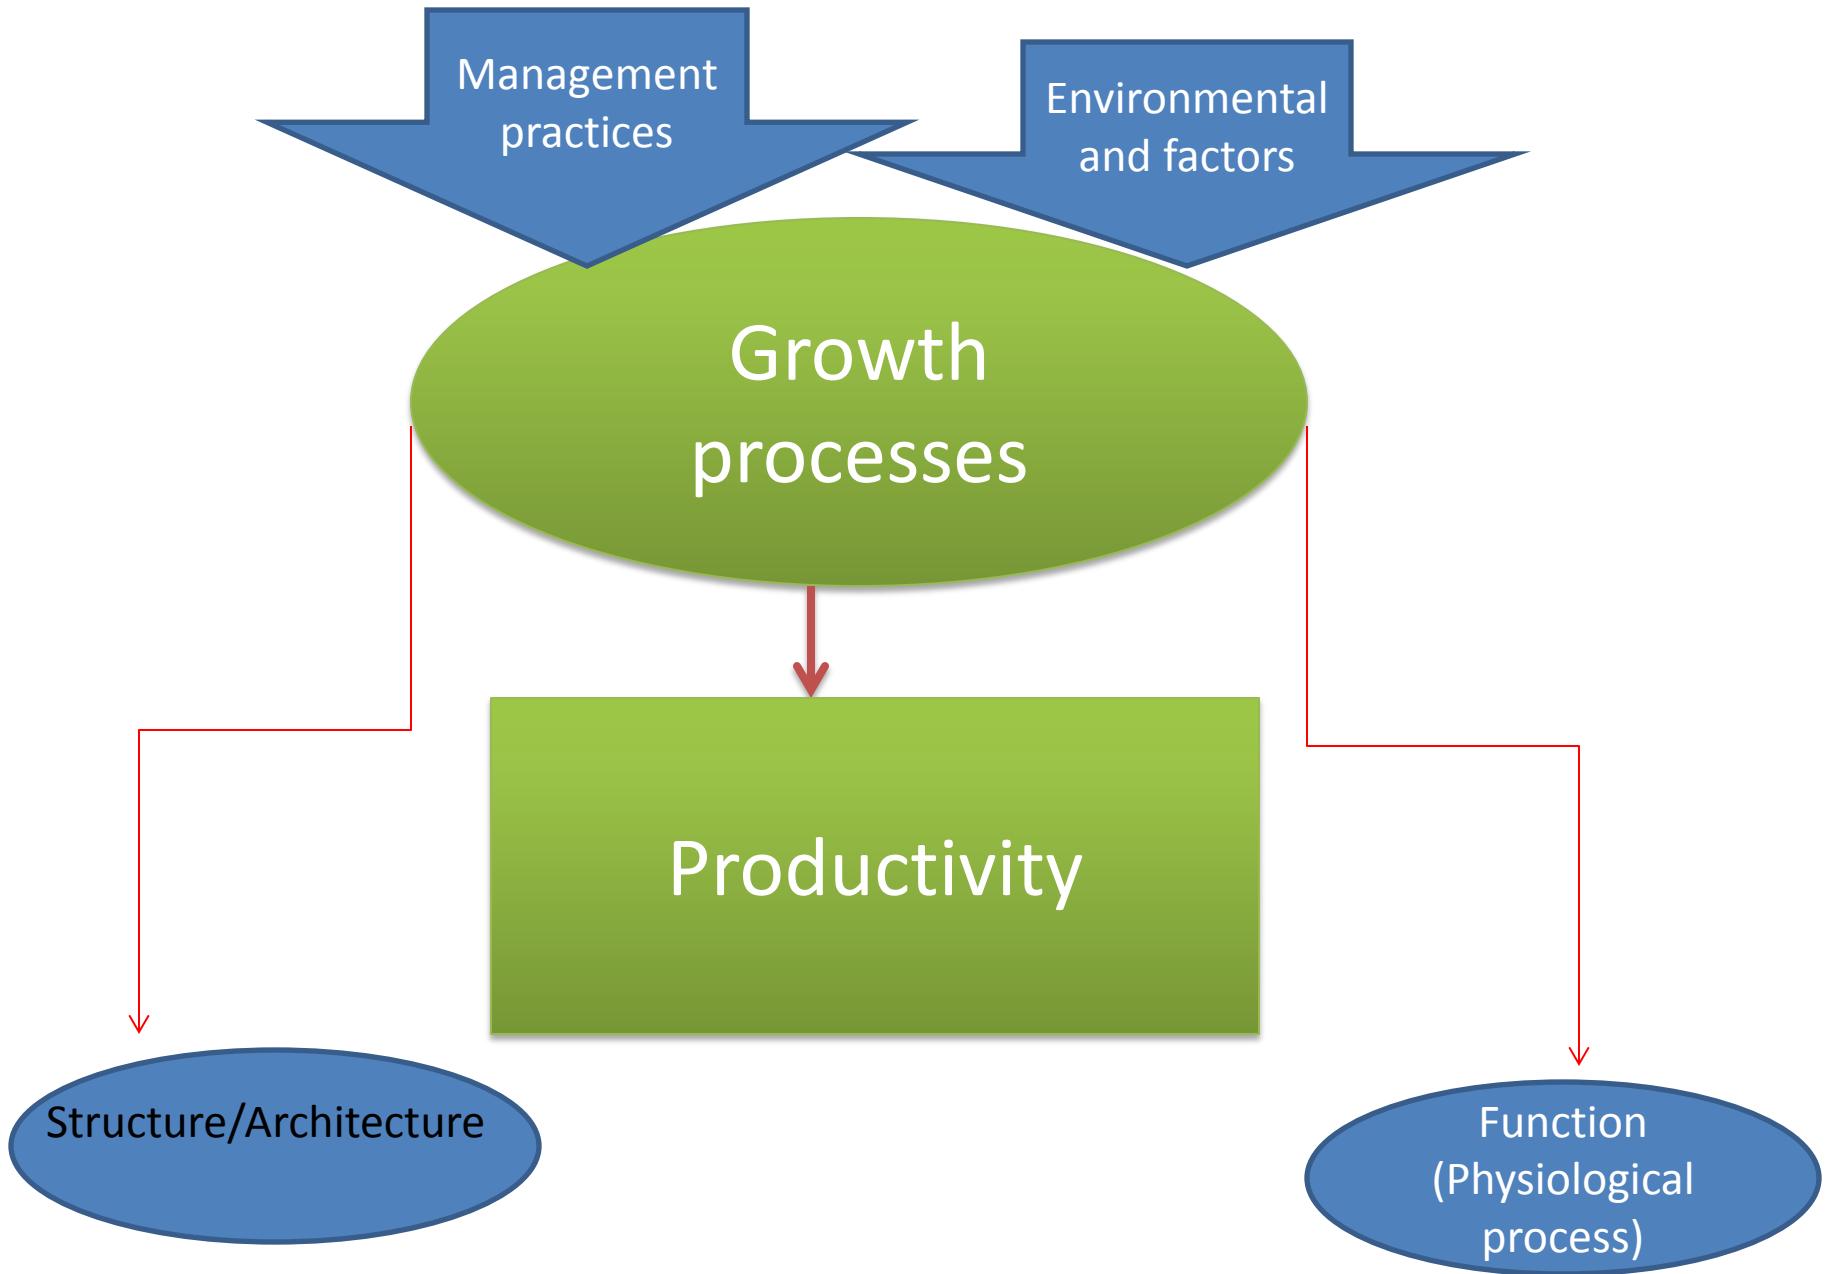 Management
practices
Environmental
and factors
Growth
processes
Productivity
Structure/Architecture
Function
(Physiological
process)